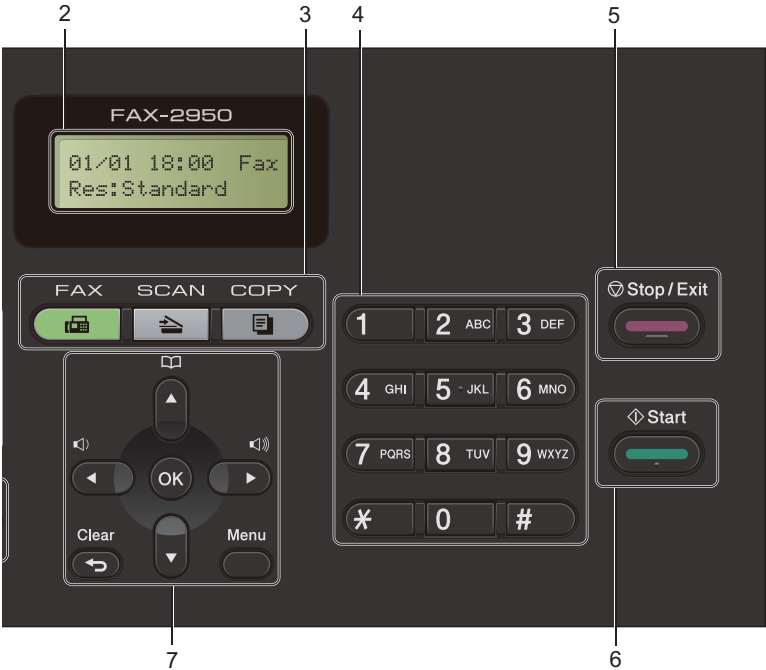 2
3
4
5
FAX-2950
01/01 18:00 Fax
Res:Standard
FAX SCAN COPY
Stop/Exit
1 2 ABC 3 DEF
4 GHI 5 JKL 6 MNO
Start
7 PQRS 8 TUV 9 WXYZ
OK
* 0 #
Clear
Menu
7
6